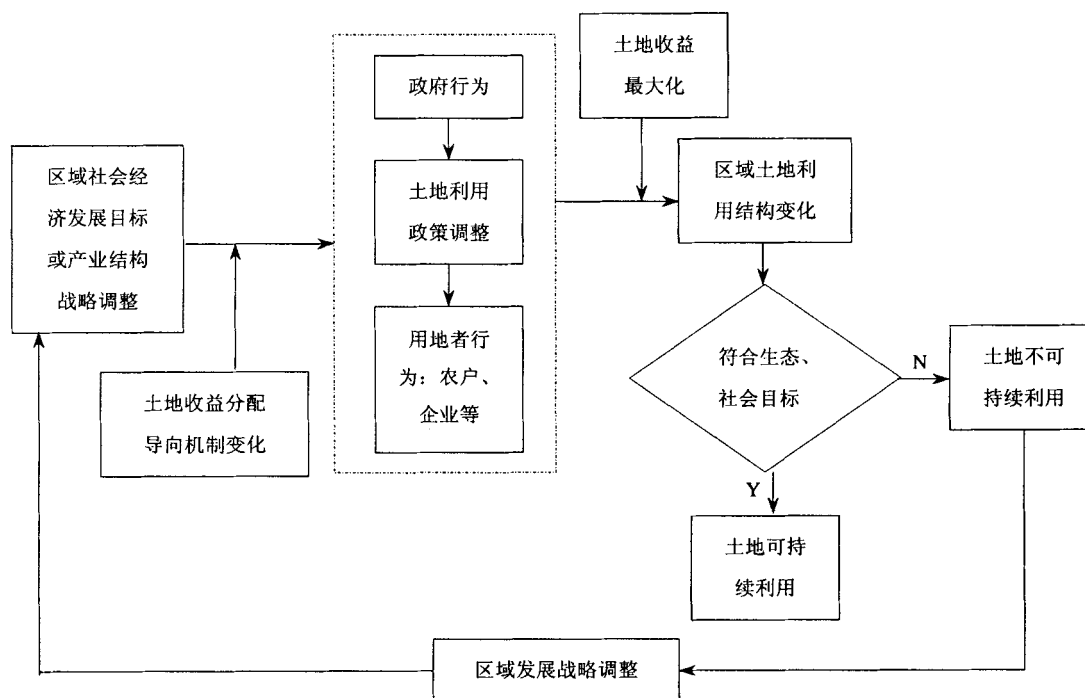 土地收益
最大化
政府行为
区域社会经
济发展目标
或产业结构
战略调整
土地利用
政策调整
区域土地利
用结构变化
用地者行
为：农户、
企业等
土地收益分配
导向机制变化
符合生态、
社会目标
N
土地不可
持续利用
Y
土地可持
续利用
区域发展战略调整